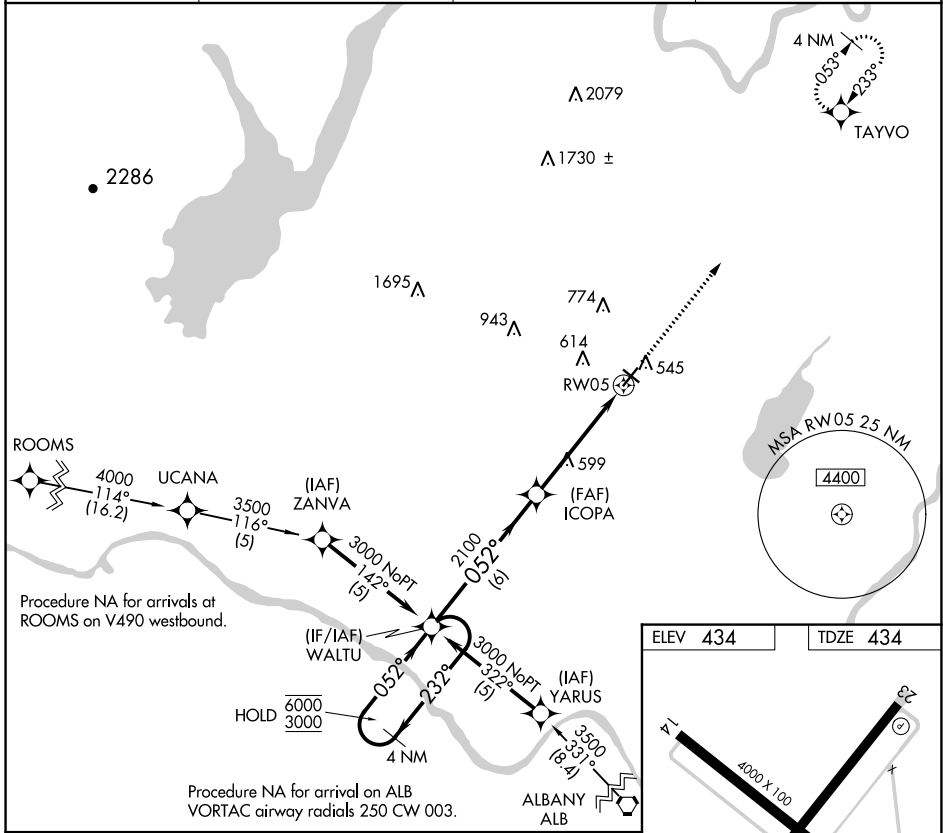 4 NM
053°
233°
TAYVO
2079
1730 ±
2286
1695
943
774
614
545
RW05
599
ROOMS
4000
114°
(16.2)
UCANA
3500
116°
(5)
(IAF)
ZANVA
3000 NoPT
142°
(5)
2100
052°
(6)
(FAF)
ICOPA
MSA RW05 25 NM
4400
Procedure NA for arrivals at
ROOMS on V490 westbound.
(IF/IAF)
WALTU
052°
232°
3000 NoPT
322°
(5)
(IAF)
YARUS
HOLD
6000
3000
4 NM
3500
331°
(8.4)
ALBANY
ALB
Procedure NA for arrival on ALB
VORTAC airway radials 250 CW 003.
ELEV 434
TDZE 434
14
23
P
4000 X 100
x